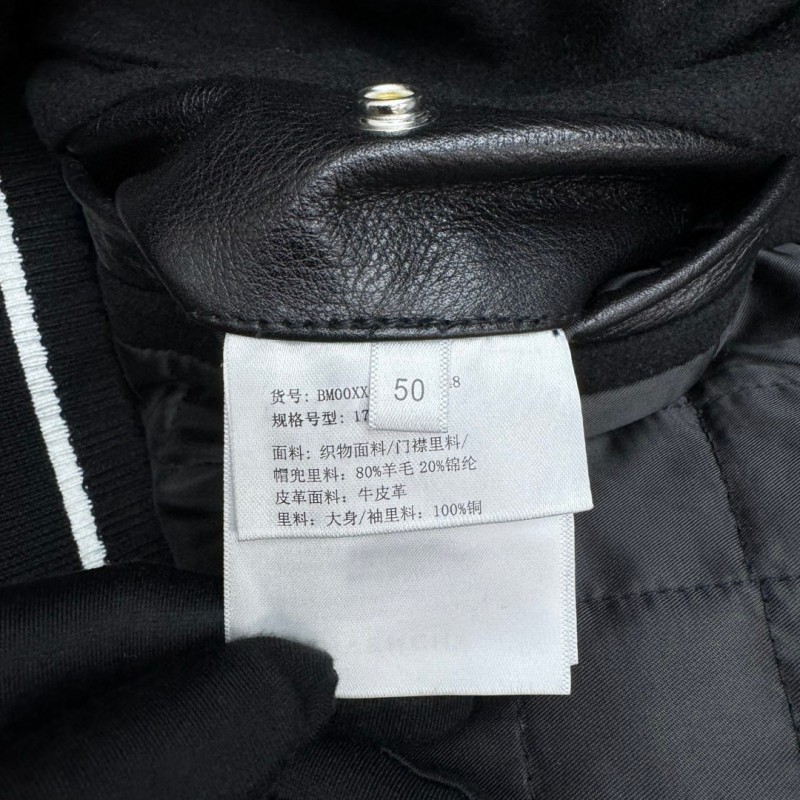 货号: BM00XX
50
.8
规格号型: 17
面料: 织物面料/门襟里料/
帽兜里料: 80%羊毛 20%锦纶
皮革面料: 牛皮革
里料: 大身/袖里料: 100%铜